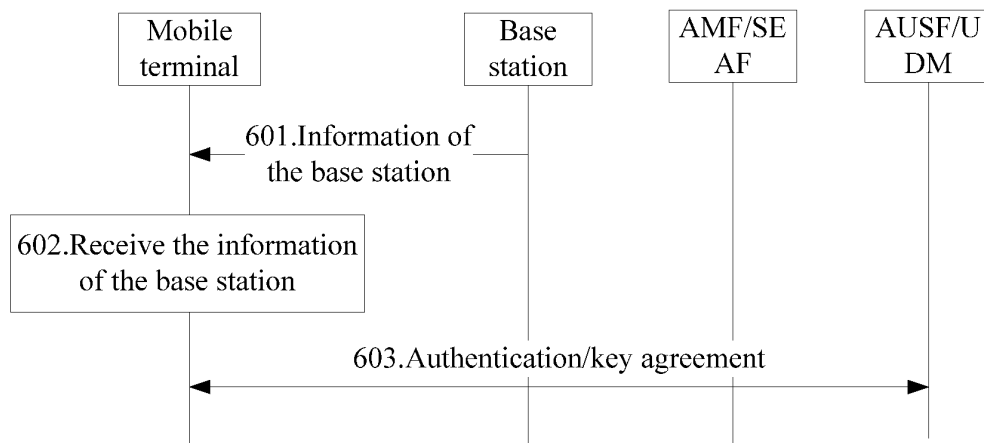 Mobile
terminal
Base
station
AMF/SE
AF
AUSF/U
DM
601.Information of
the base station
602.Receive the information
of the base station
603.Authentication/key agreement